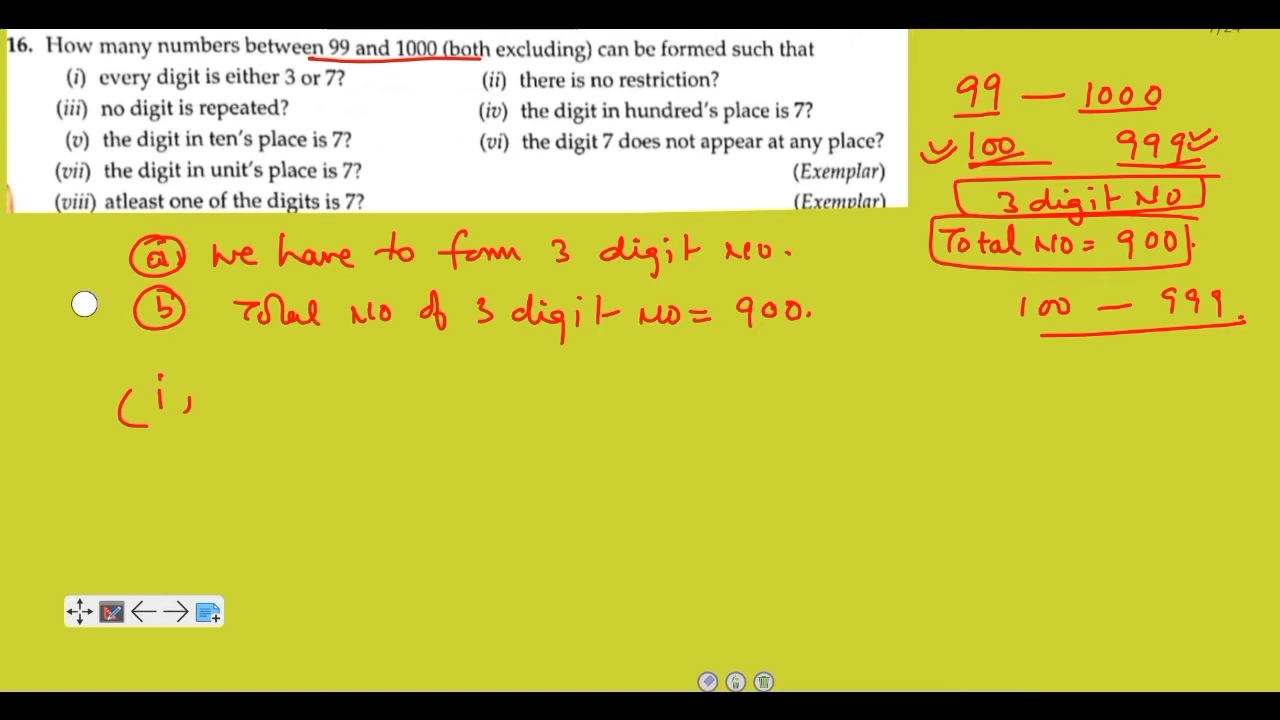 16. How many numbers between 99 and 1000 (both excluding) can be formed such that
(i) every digit is either 3 or 7?
(ii) there is no restriction?
(iii) no digit is repeated?
(iv) the digit in hundred's place is 7?
(v) the digit in ten's place is 7?
(vi) the digit 7 does not appear at any place?
(vii) the digit in unit's place is 7?
(Exemplar)
(viii) atleast one of the digits is 7?
(Exemplar)
99 — 1000
100 999
3 digit NO
Total NO = 900.
100 — 999.
(a) we have to form 3 digit NO.
(b) Total NO of 3 digit NO = 900.
(i)